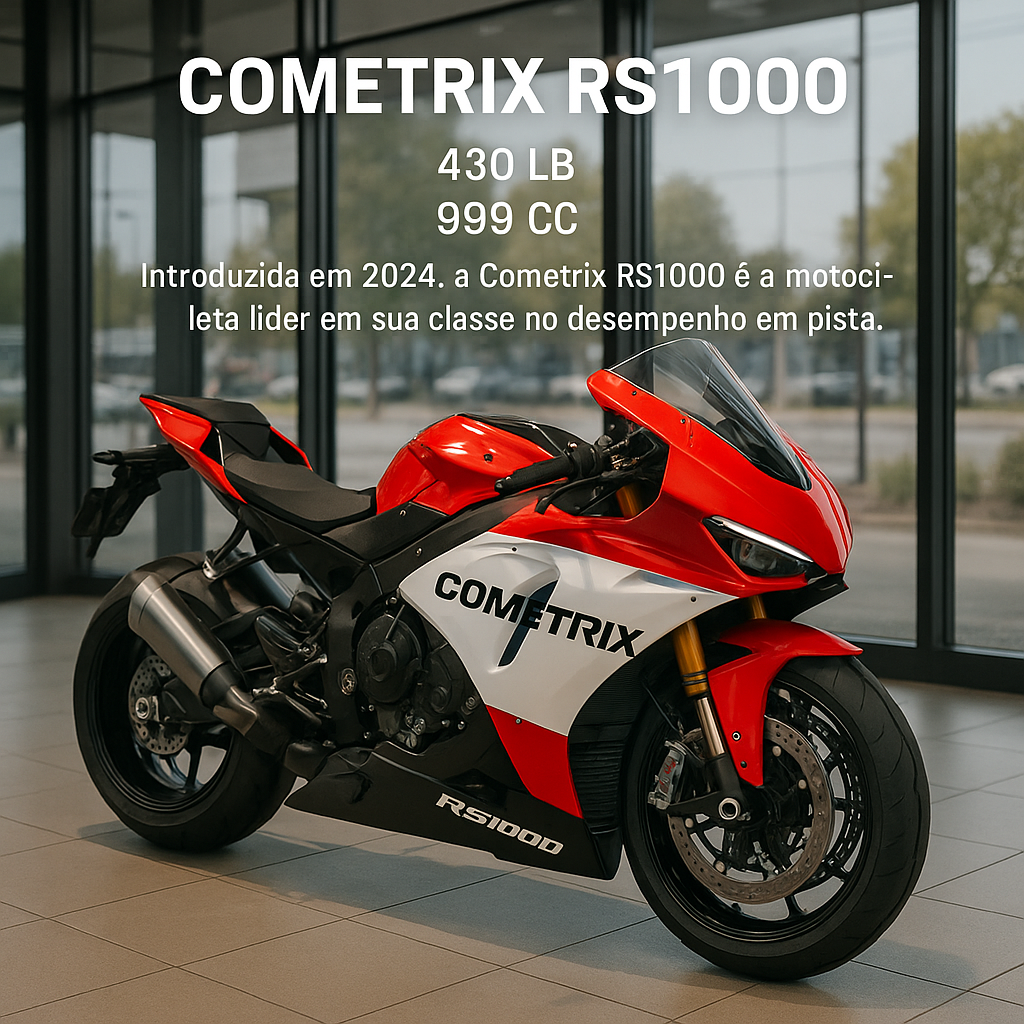 COMETRIX RS1000
430 LB
999 CC
Introduzida em 2024. a Cometrix RS1000 é a motoci-
leta lider em sua classe no desempenho em pista.
COMETRIX
RS1000